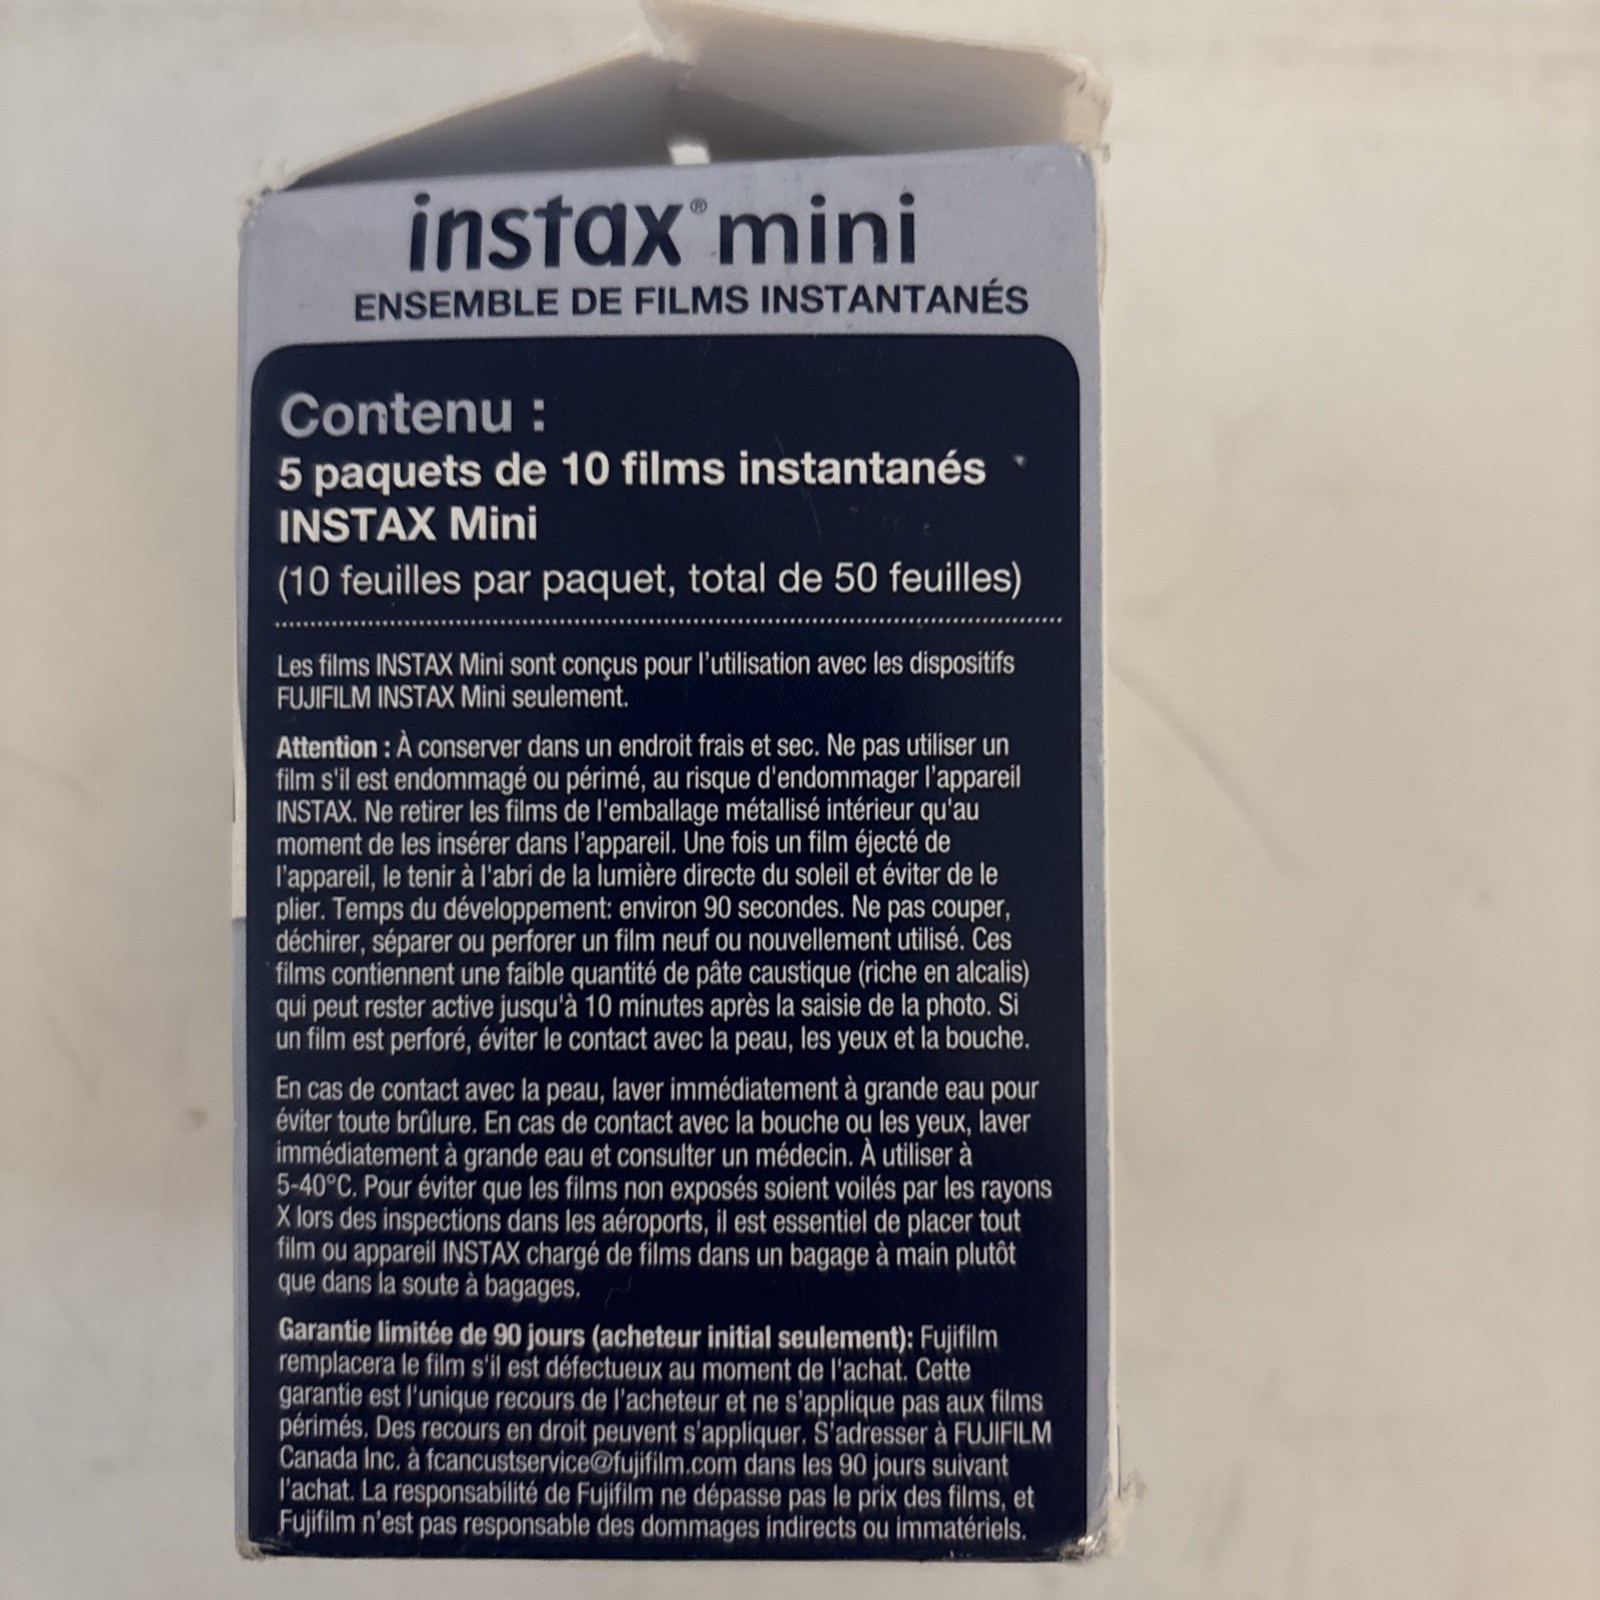 instax® mini
ENSEMBLE DE FILMS INSTANTANÉS
Contenu :
5 paquets de 10 films instantanés
INSTAX Mini
(10 feuilles par paquet, total de 50 feuilles)
Les films INSTAX Mini sont conçus pour l'utilisation avec les dispositifs
FUJIFILM INSTAX Mini seulement.
Attention : À conserver dans un endroit frais et sec. Ne pas utiliser un
film s'il est endommagé ou périmé, au risque d'endommager l'appareil
INSTAX. Ne retirer les films de l'emballage métallisé intérieur qu'au
moment de les insérer dans l'appareil. Une fois un film éjecté de
l'appareil, le tenir à l'abri de la lumière directe du soleil et éviter de le
plier. Temps du développement: environ 90 secondes. Ne pas couper,
déchirer, séparer ou perforer un film neuf ou nouvellement utilisé. Ces
films contiennent une faible quantité de pâte caustique (riche en alcalis)
qui peut rester active jusqu'à 10 minutes après la saisie de la photo. Si
un film est perforé, éviter le contact avec la peau, les yeux et la bouche.
En cas de contact avec la peau, laver immédiatement à grande eau pour
éviter toute brûlure. En cas de contact avec la bouche ou les yeux, laver
immédiatement à grande eau et consulter un médecin. À utiliser à
5-40°C. Pour éviter que les films non exposés soient voilés par les rayons
X lors des inspections dans les aéroports, il est essentiel de placer tout
film ou appareil INSTAX chargé de films dans un bagage à main plutôt
que dans la soute à bagages.
Garantie limitée de 90 jours (acheteur initial seulement): Fujifilm
remplacera le film s'il est défectueux au moment de l'achat. Cette
garantie est l'unique recours de l'acheteur et ne s'applique pas aux films
périmés. Des recours en droit peuvent s'appliquer. S'adresser à FUJIFILM
Canada Inc. à fcancustservice@fujifilm.com dans les 90 jours suivant
l'achat. La responsabilité de Fujifilm ne dépasse pas le prix des films, et
Fujifilm n'est pas responsable des dommages indirects ou immatériels.